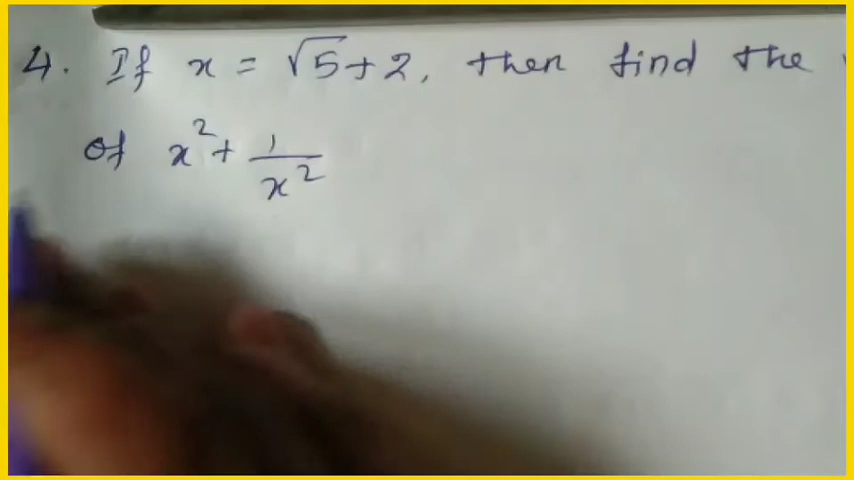 4. If x = √5 + 2, then find the
of x² + 1/x²